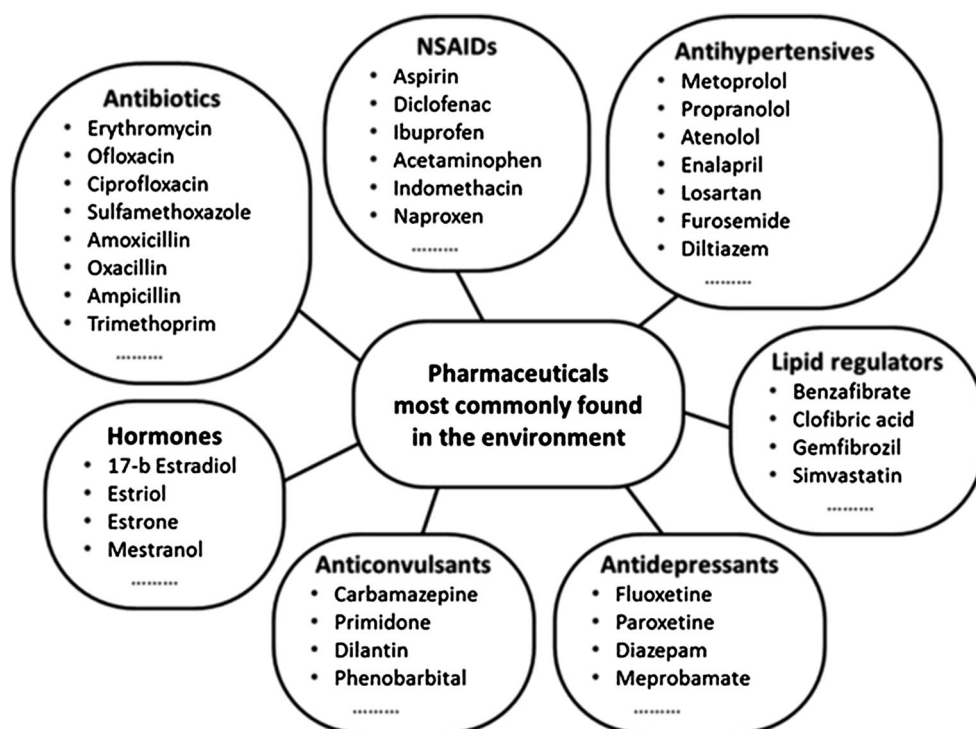 NSAIDs
• Aspirin
• Diclofenac
• Ibuprofen
• Acetaminophen
• Indomethacin
• Naproxen
.........
Antihypertensives
• Metoprolol
• Propranolol
• Atenolol
• Enalapril
• Losartan
• Furosemide
• Diltiazem
.........
Antibiotics
• Erythromycin
• Ofloxacin
• Ciprofloxacin
• Sulfamethoxazole
• Amoxicillin
• Oxacillin
• Ampicillin
• Trimethoprim
.........
Pharmaceuticals
most commonly found
in the environment
Lipid regulators
• Benzafibrate
• Clofibric acid
• Gemfibrozil
• Simvastatin
.........
Hormones
• 17-b Estradiol
• Estriol
• Estrone
• Mestranol
.........
Anticonvulsants
• Carbamazepine
• Primidone
• Dilantin
• Phenobarbital
.........
Antidepressants
• Fluoxetine
• Paroxetine
• Diazepam
• Meprobamate
.........